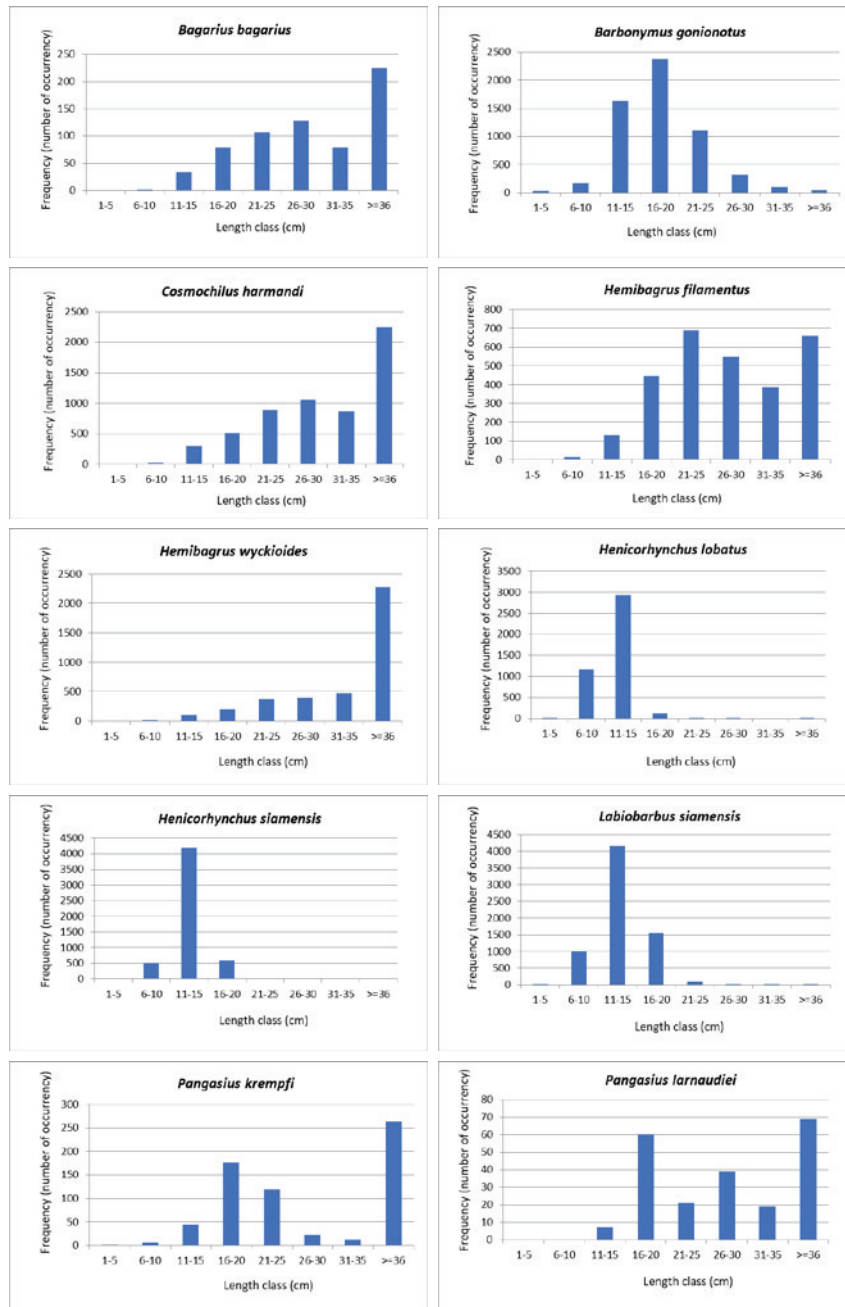 Bagarius bagarius
Frequency (number of occurrency)
250
200
150
100
50
0
1-5 6-10 11-15 16-20 21-25 26-30 31-35 >=36
Length class (cm)
Barbonymus gonionotus
Frequency (number of occurrency)
2500
2000
1500
1000
500
0
1-5 6-10 11-15 16-20 21-25 26-30 31-35 >=36
Length class (cm)
Cosmochilus harmandi
Frequency (number of occurrency)
2500
2000
1500
1000
500
0
1-5 6-10 11-15 16-20 21-25 26-30 31-35 >=36
Length class (cm)
Hemibagrus filamentus
Frequency (number of occurrency)
800
700
600
500
400
300
200
100
0
1-5 6-10 11-15 16-20 21-25 26-30 31-35 >=36
Length class (cm)
Hemibagrus wyckioides
Frequency (number of occurrency)
2500
2000
1500
1000
500
0
1-5 6-10 11-15 16-20 21-25 26-30 31-35 >=36
Length class (cm)
Henicorhynchus lobatus
Frequency (number of occurrency)
3500
3000
2500
2000
1500
1000
500
0
1-5 6-10 11-15 16-20 21-25 26-30 31-35 >=36
Length class (cm)
Henicorhynchus siamensis
Frequency (number of occurrency)
4500
4000
3500
3000
2500
2000
1500
1000
500
0
1-5 6-10 11-15 16-20 21-25 26-30 31-35 >=36
Length class (cm)
Labiobarbus siamensis
Frequency (number of occurrency)
4500
4000
3500
3000
2500
2000
1500
1000
500
0
1-5 6-10 11-15 16-20 21-25 26-30 31-35 >=36
Length class (cm)
Pangasius krempfi
Frequency (number of occurrency)
300
250
200
150
100
50
0
1-5 6-10 11-15 16-20 21-25 26-30 31-35 >=36
Length class (cm)
Pangasius larnaudiei
Frequency (number of occurrency)
80
70
60
50
40
30
20
10
0
1-5 6-10 11-15 16-20 21-25 26-30 31-35 >=36
Length class (cm)